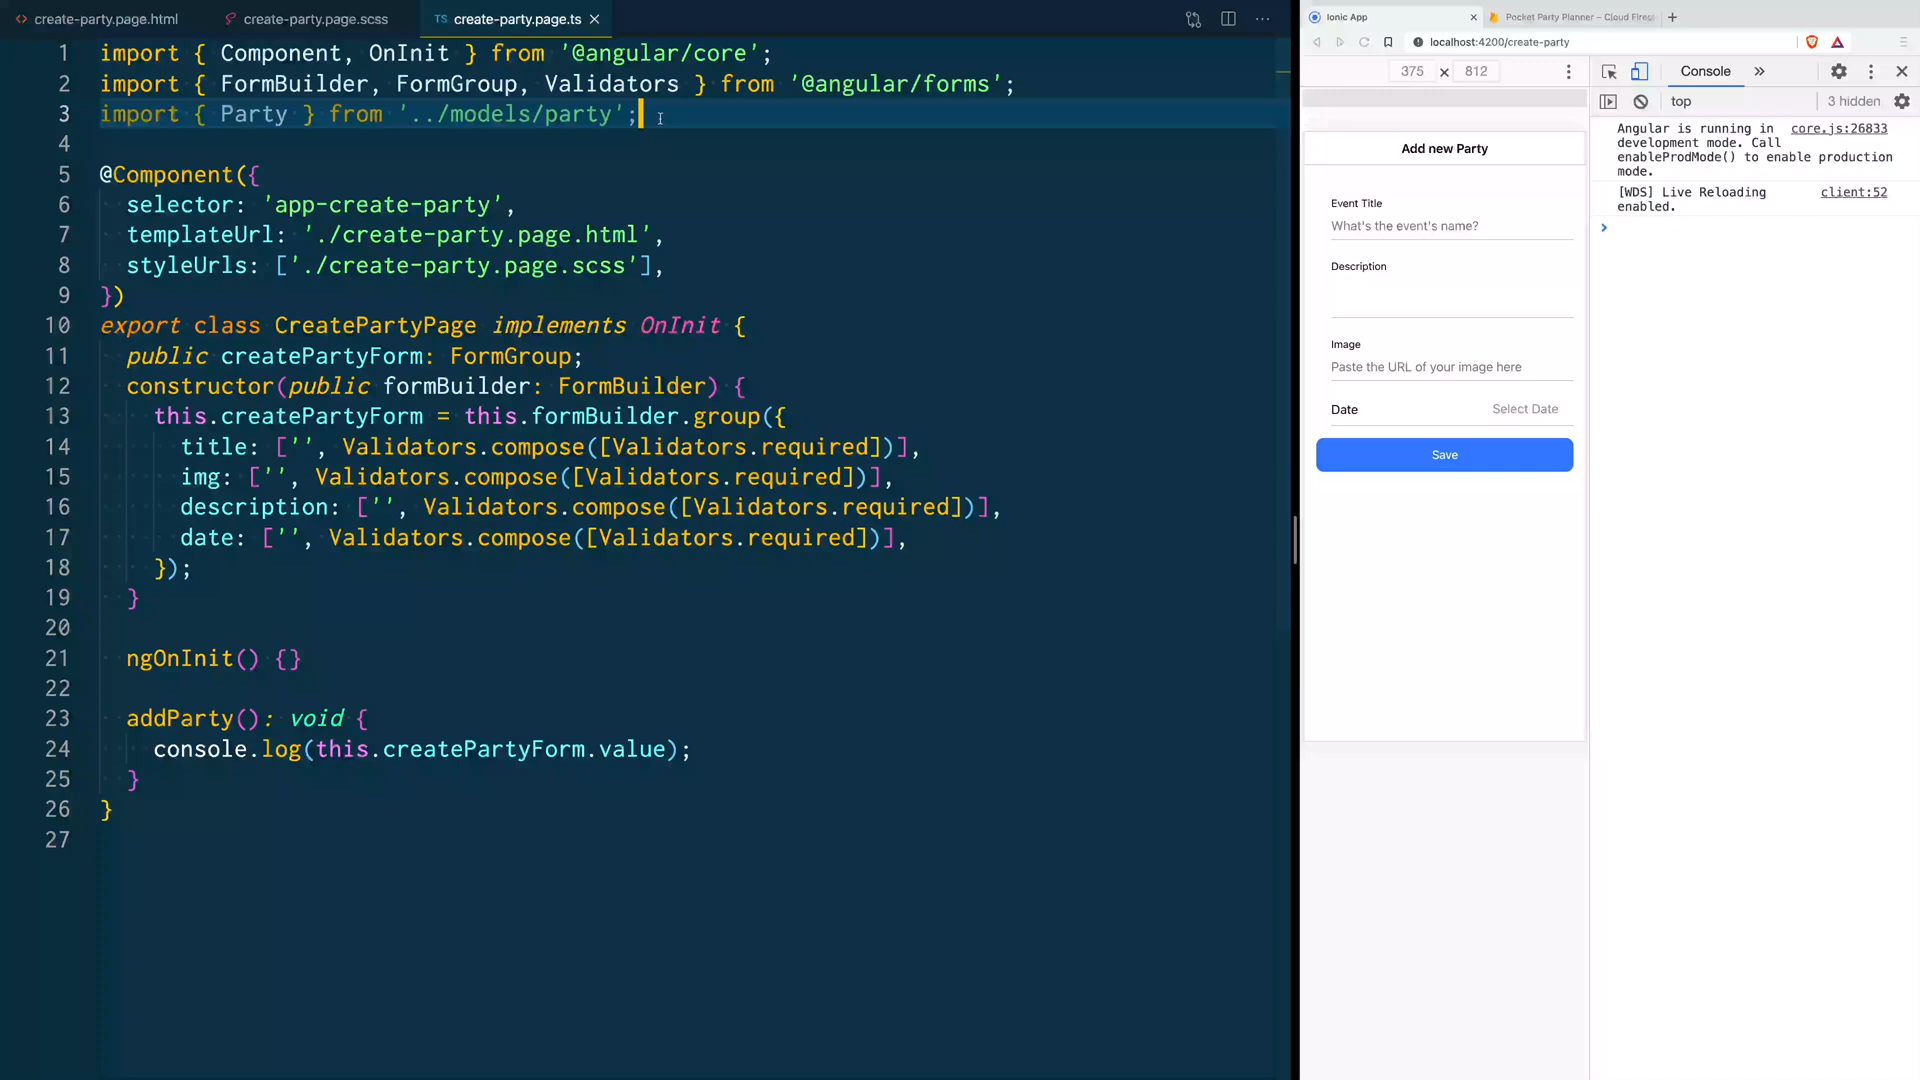 create-party.page.html
create-party.page.scss
TS create-party.page.ts
1 import { Component, OnInit } from '@angular/core';
2 import { FormBuilder, FormGroup, Validators } from '@angular/forms';
3 import { Party } from '../models/party';
4
5 @Component({
6 selector: 'app-create-party',
7 templateUrl: './create-party.page.html',
8 styleUrls: ['./create-party.page.scss'],
9 })
10 export class CreatePartyPage implements OnInit {
11 public createPartyForm: FormGroup;
12 constructor(public formBuilder: FormBuilder) {
13 this.createPartyForm = this.formBuilder.group({
14 title: ['', Validators.compose([Validators.required])],
15 img: ['', Validators.compose([Validators.required])],
16 description: ['', Validators.compose([Validators.required])],
17 date: ['', Validators.compose([Validators.required])],
18 });
19 }
20
21 ngOnInit() {}
22
23 addParty(): void {
24 console.log(this.createPartyForm.value);
25 }
26 }
27
Ionic App
Pocket Party Planner – Cloud Fires
localhost:4200/create-party
375 × 812
Add new Party
Event Title
What's the event's name?
Description
Image
Paste the URL of your image here
Date Select Date
Save
Console
top
3 hidden
Angular is running in core.js:26833
development mode. Call
enableProdMode() to enable production
mode.
[WDS] Live Reloading client:52
enabled.